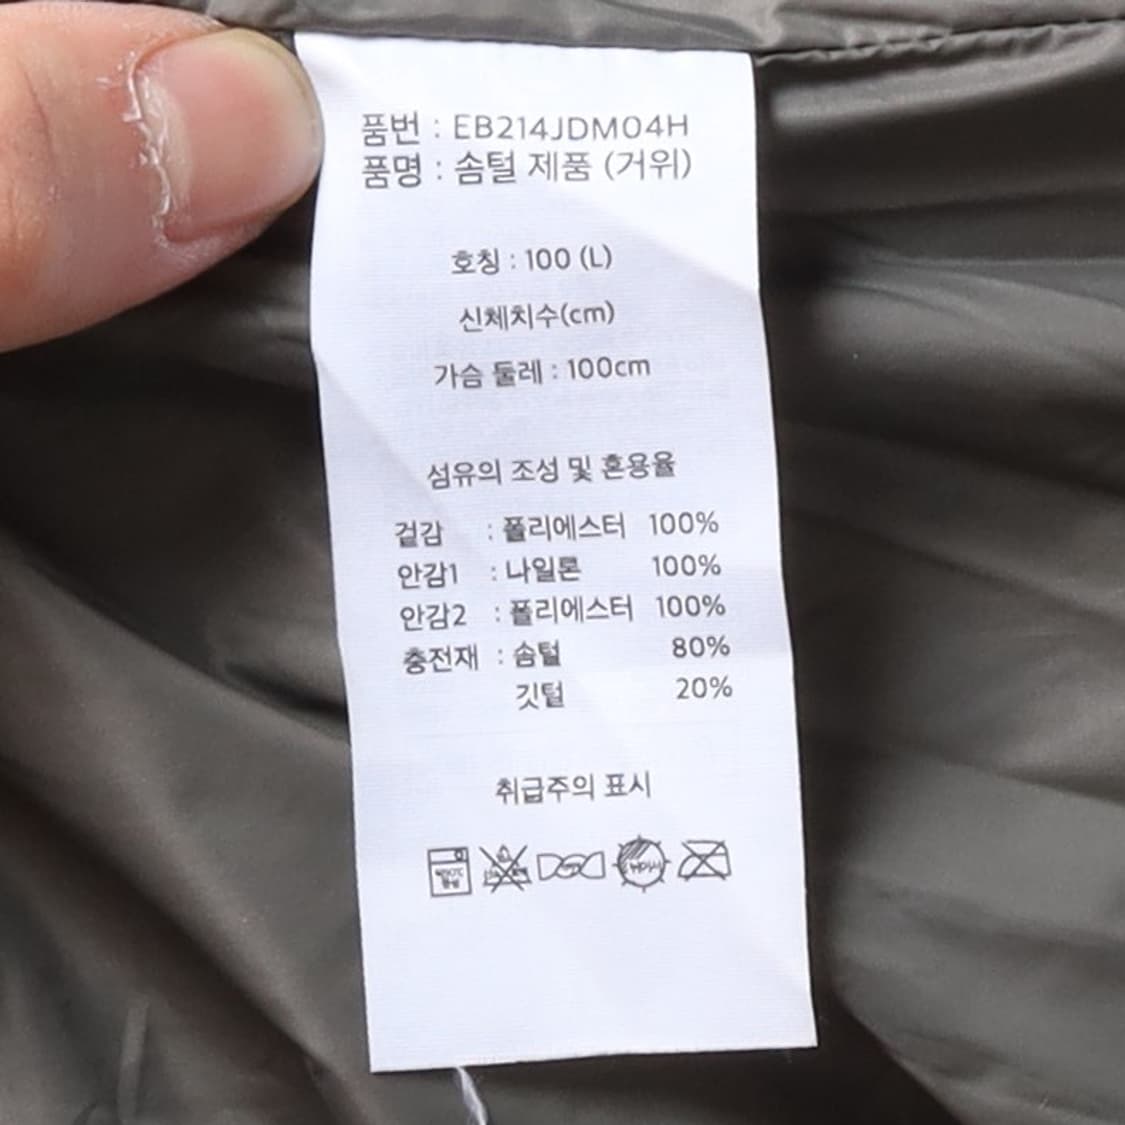 품번 : EB214JDM04H
품명 : 솜털 제품 (거위)
호칭 : 100 (L)
신체치수(cm)
가슴 둘레 : 100cm
섬유의 조성 및 혼용율
겉감 : 폴리에스터 100%
안감1 : 나일론 100%
안감2 : 폴리에스터 100%
충전재 : 솜털 80%
깃털 20%
취급주의 표시